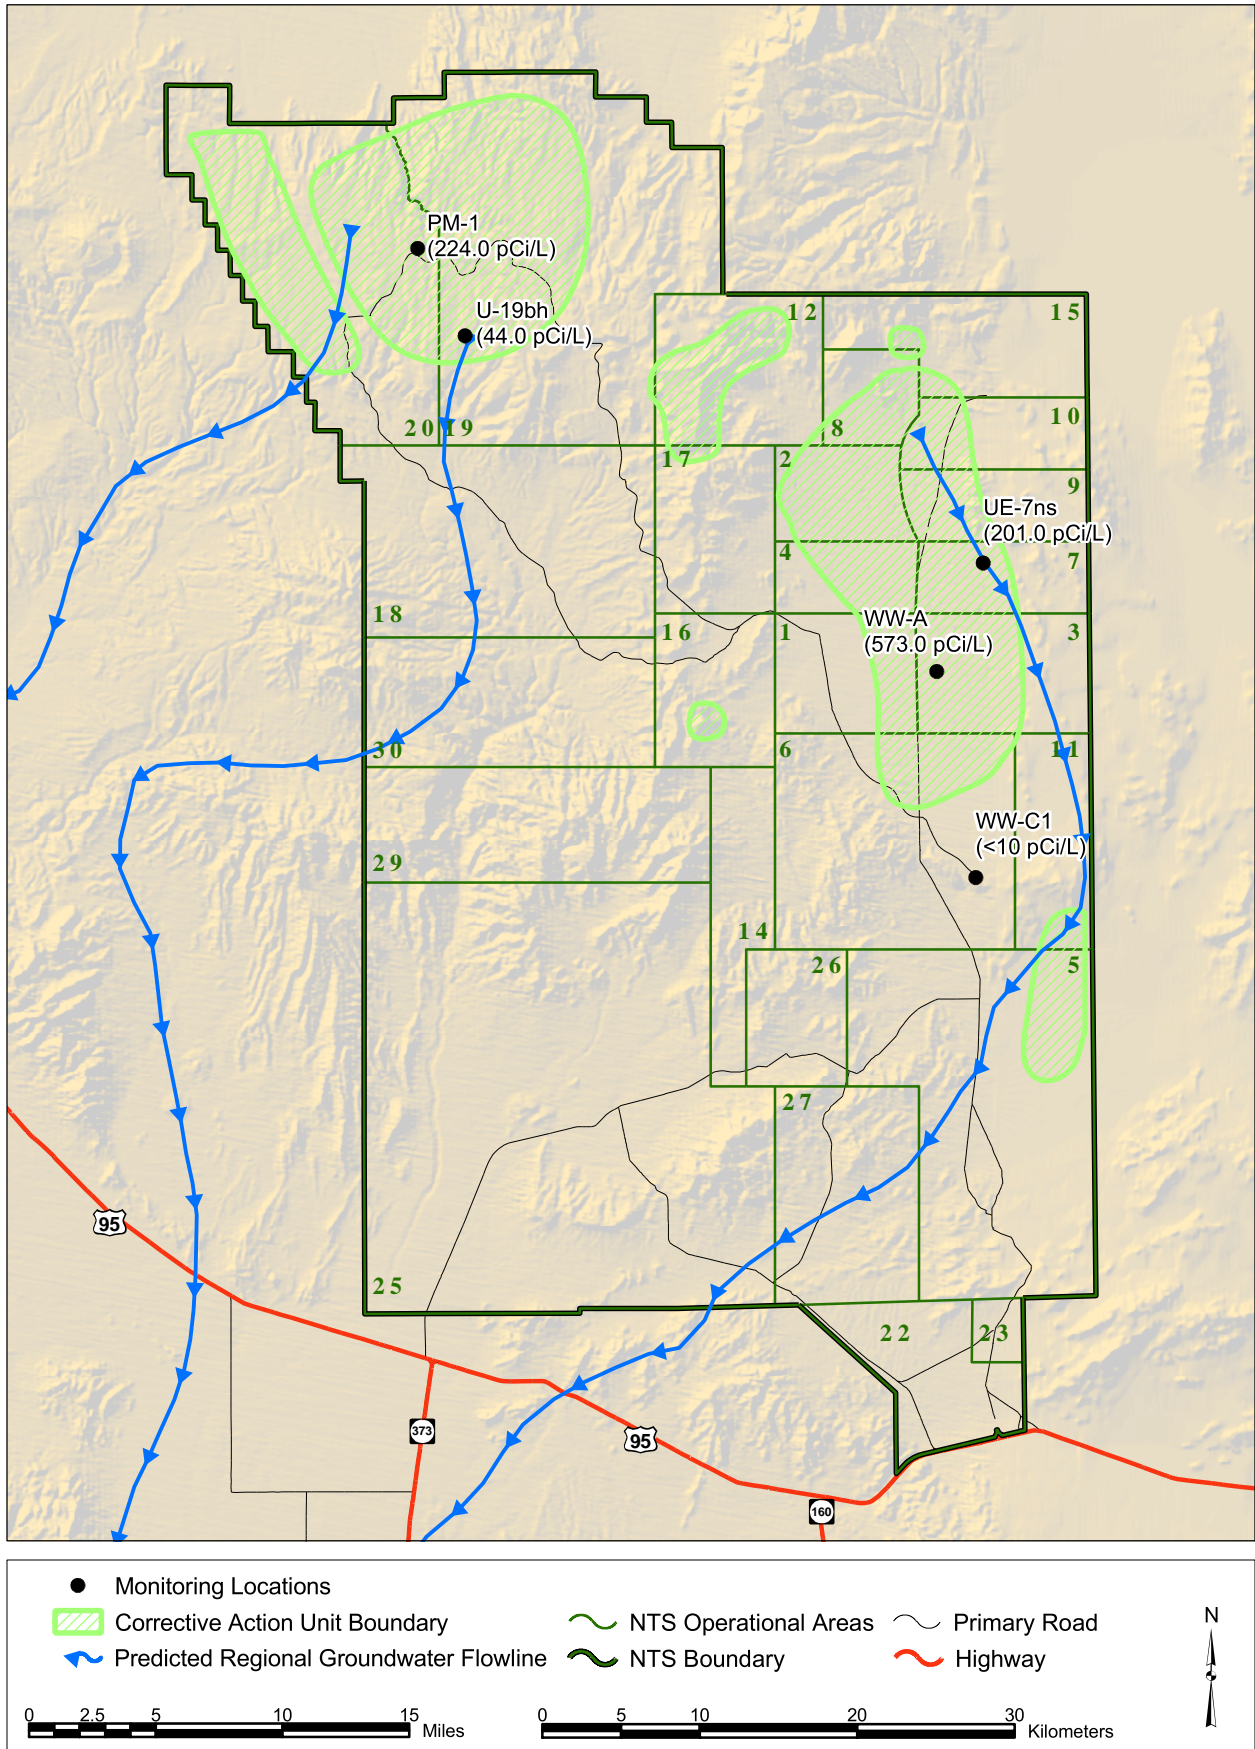 PM-1
(224.0 pCi/L)
U-19bh
(44.0 pCi/L)
12
15
20
19
8
10
17
2
9
UE-7ns
(201.0 pCi/L)
4
7
18
WW-A
(573.0 pCi/L)
16
1
3
30
6
11
WW-C1
(<10 pCi/L)
29
14
26
5
27
95
25
22
23
373
95
160
Monitoring Locations
Corrective Action Unit Boundary
NTS Operational Areas
Primary Road
N
Predicted Regional Groundwater Flowline
NTS Boundary
Highway
0 2.5 5 10 15 Miles
0 5 10 20 30 Kilometers